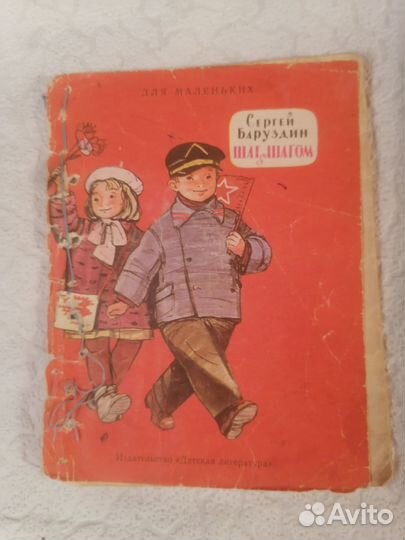 ДЛЯ МАЛЕНЬКИХ
СЕРГЕЙ
БАРУЗДИН
ШАГ ЗА ШАГОМ
Издательство «Детская литература»
Avito